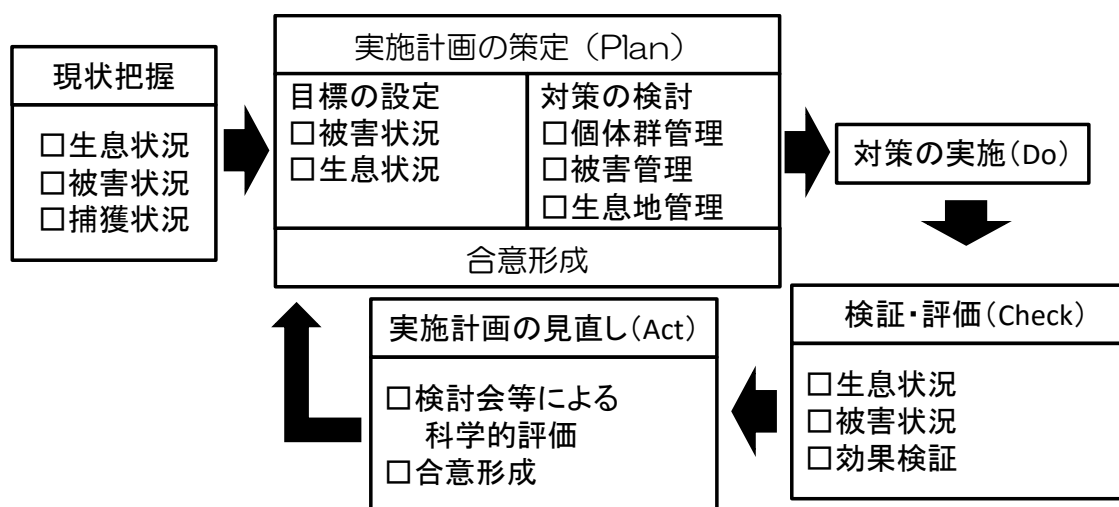 現状把握
□生息状況
□被害状況
□捕獲状況
実施計画の策定（Plan）
目標の設定
□被害状況
□生息状況
対策の検討
□個体群管理
□被害管理
□生息地管理
合意形成
対策の実施（Do）
検証・評価（Check）
□生息状況
□被害状況
□効果検証
実施計画の見直し（Act）
□検討会等による
科学的評価
□合意形成